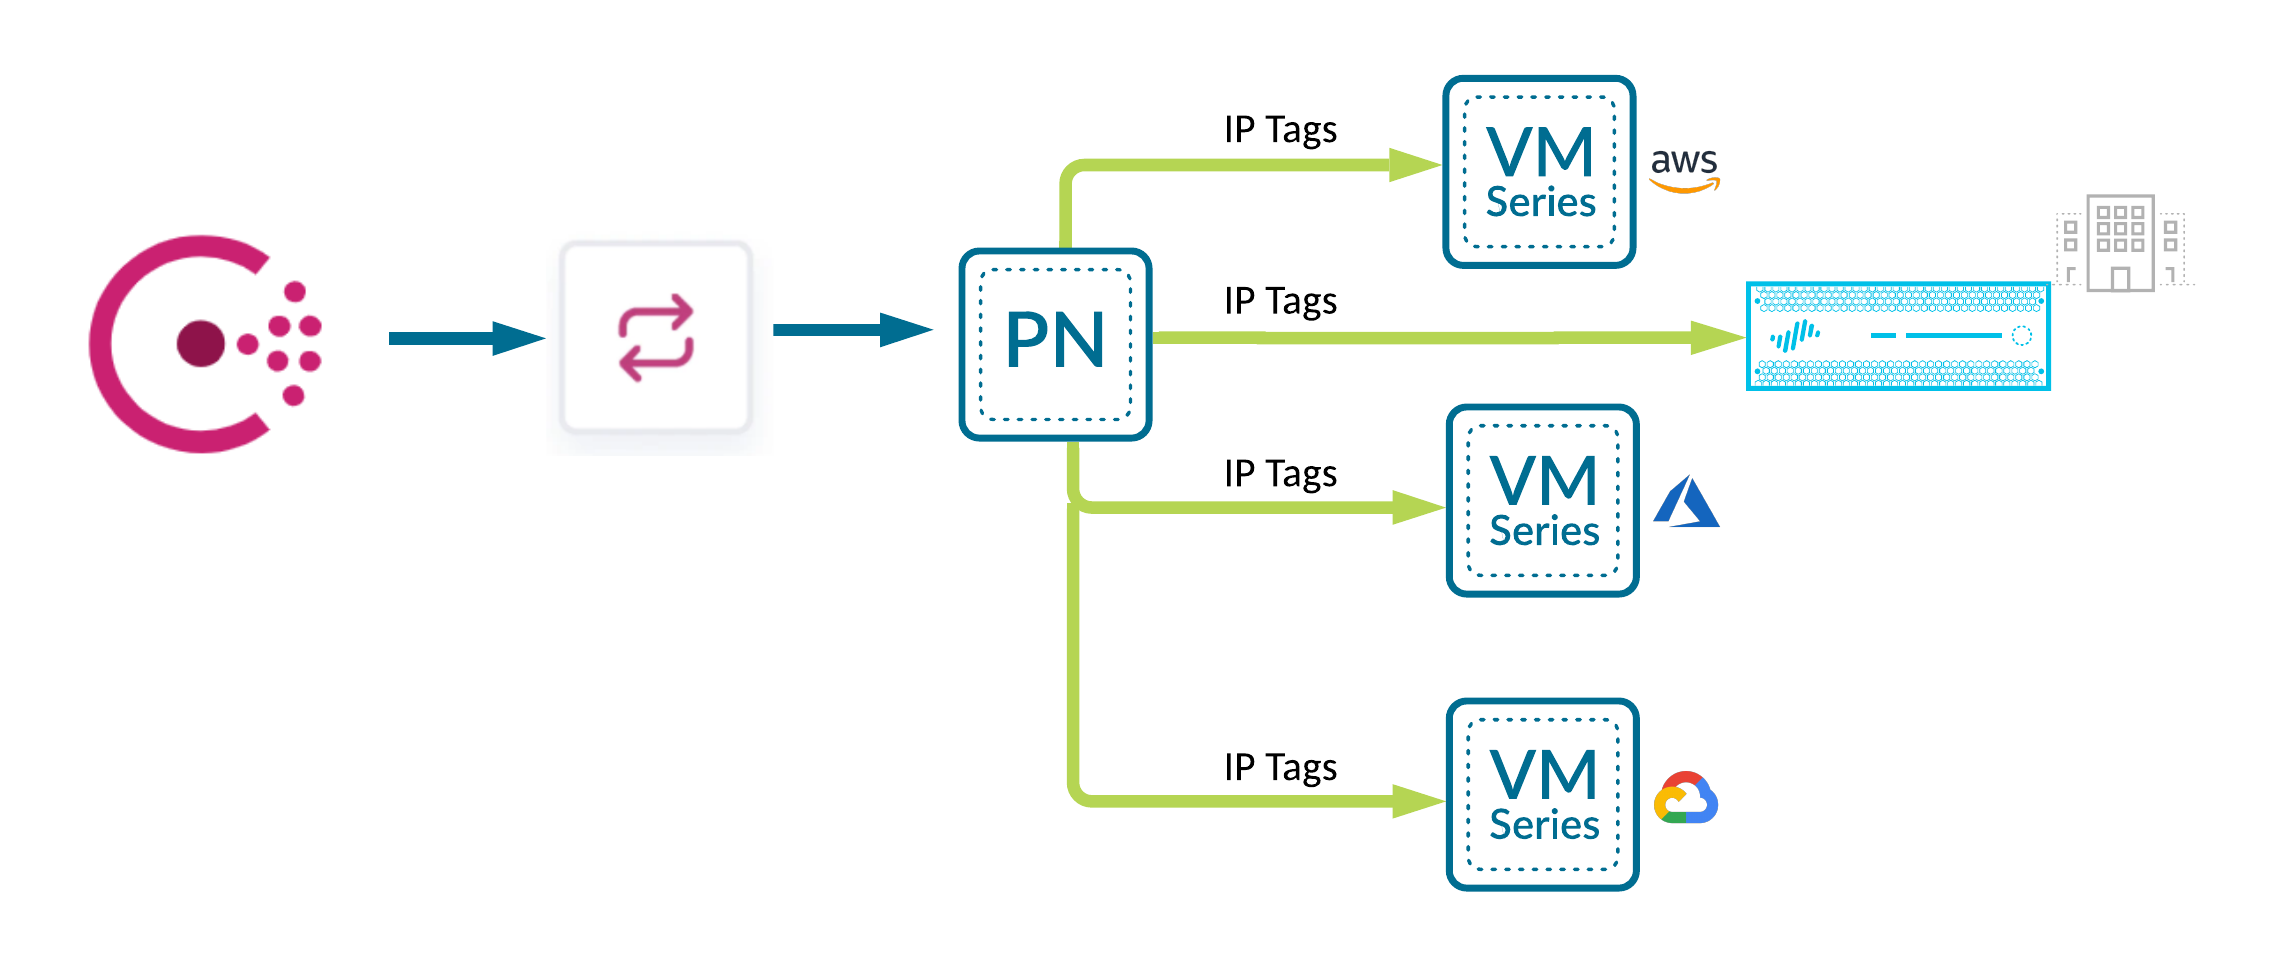 IP Tags
VM
Series
aws
IP Tags
PN
IP Tags
VM
Series
IP Tags
VM
Series